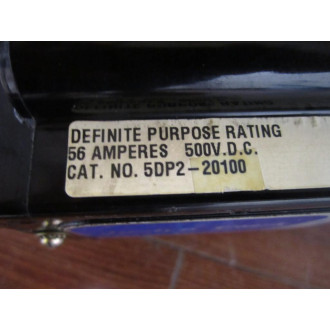 DEFINITE PURPOSE RATING
56 AMPERES 500V.D.C.
CAT. NO. 5DP2-20100